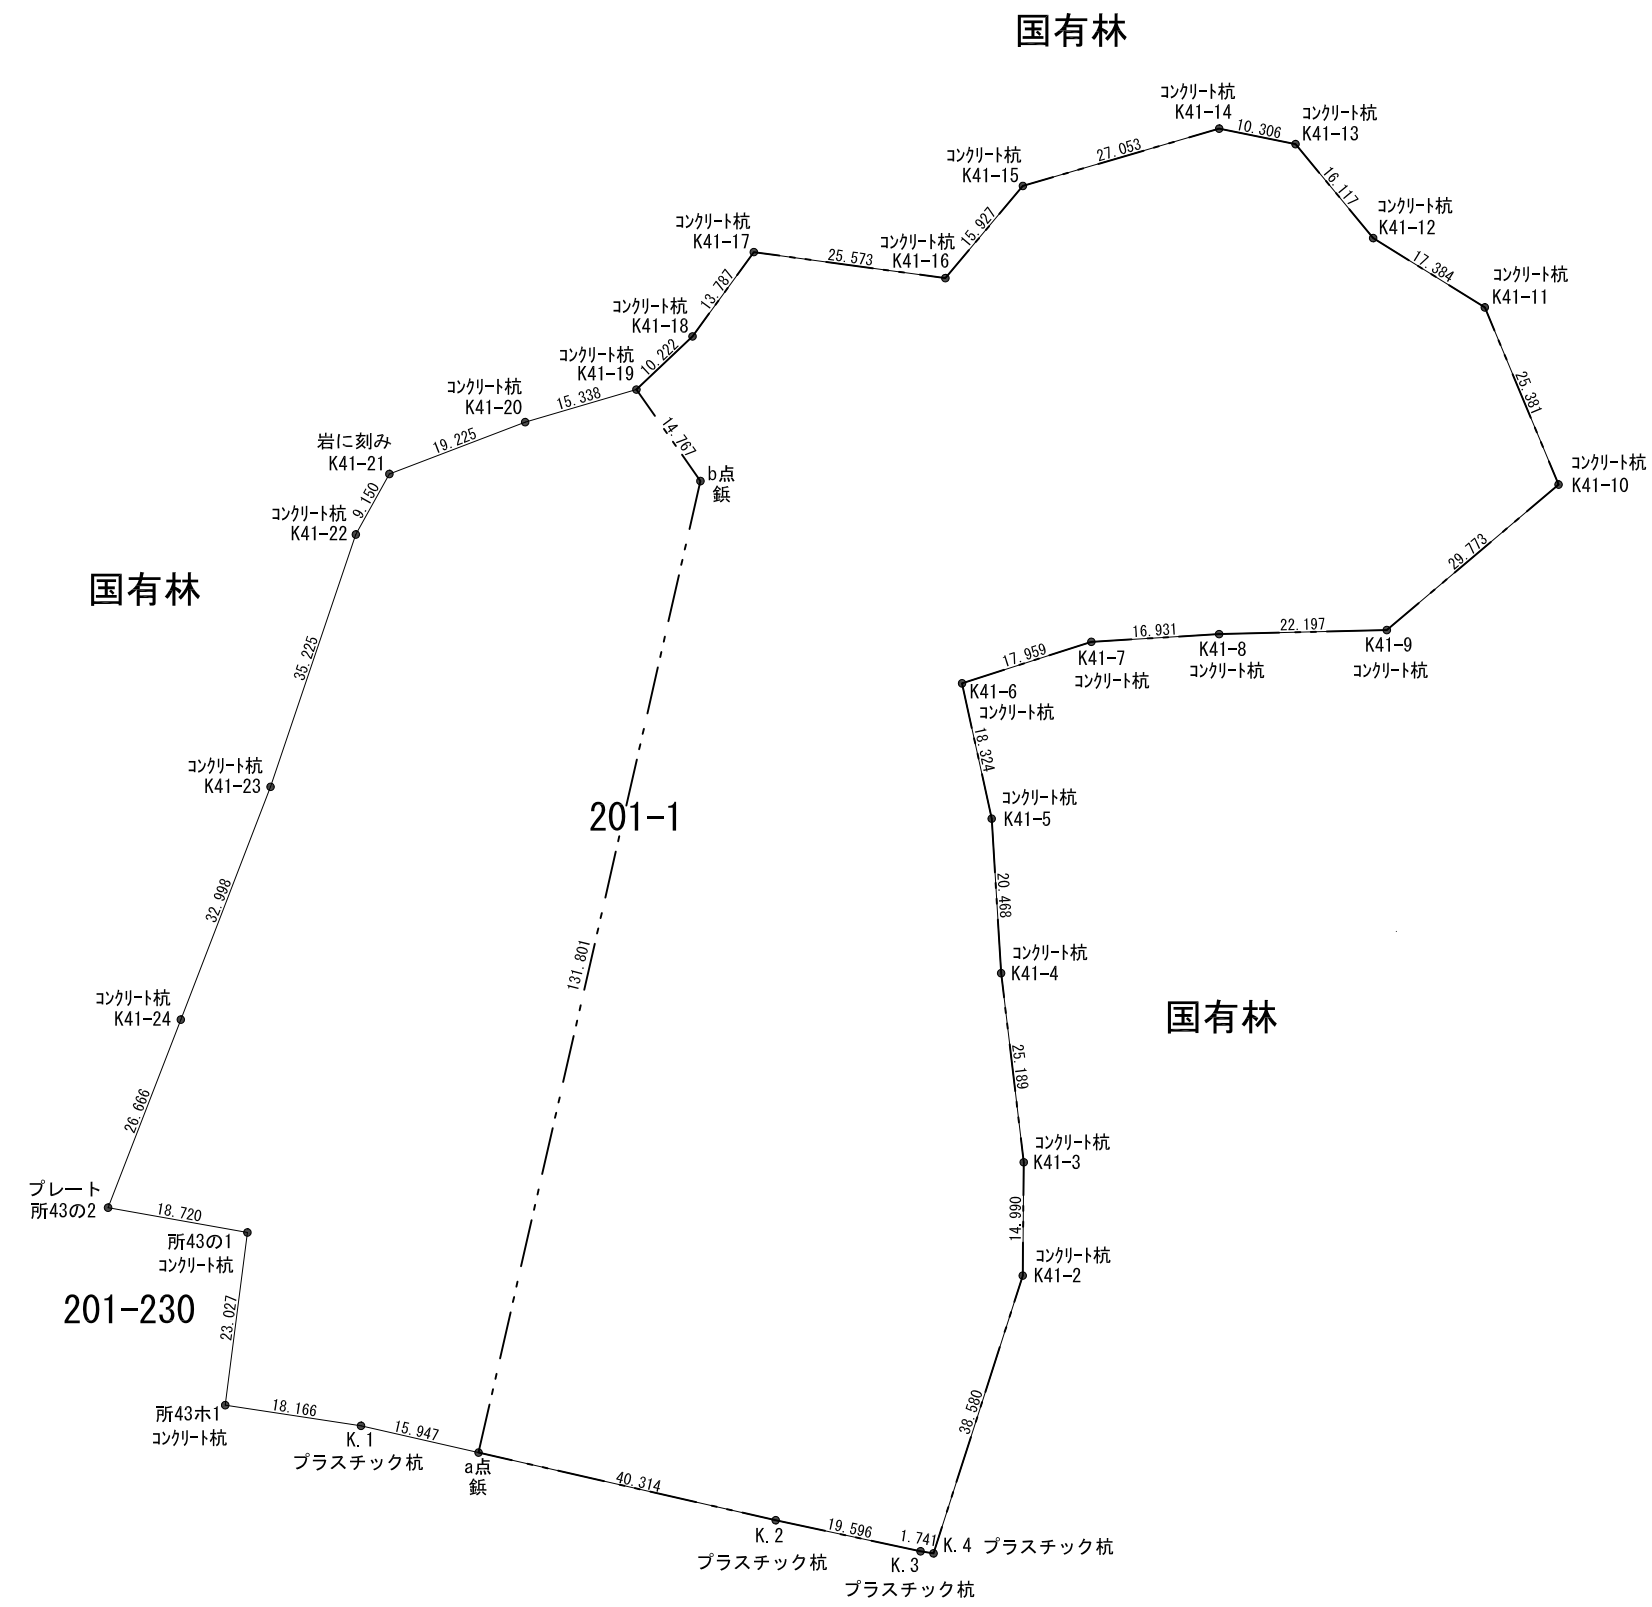 国有林
コンクリート杭
K41-14
10.306
コンクリート杭
K41-13
27.053
コンクリート杭
K41-15
16.117
コンクリート杭
K41-12
コンクリート杭
K41-17
15.927
コンクリート杭
K41-16
25.573
17.384
コンクリート杭
K41-11
13.787
コンクリート杭
K41-18
10.222
コンクリート杭
K41-19
コンクリート杭
K41-20
15.338
25.381
14.767
岩に刻み
K41-21
19.225
b点
鋲
コンクリート杭
K41-10
9.150
コンクリート杭
K41-22
29.773
国有林
35.225
17.959
16.931
22.197
K41-7
コンクリート杭
K41-8
コンクリート杭
K41-9
コンクリート杭
K41-6
コンクリート杭
18.324
コンクリート杭
K41-23
201-1
コンクリート杭
K41-5
32.998
20.468
131.801
コンクリート杭
K41-4
コンクリート杭
K41-24
国有林
25.189
26.666
コンクリート杭
K41-3
プレート
所43の2
18.720
14.990
所43の1
コンクリート杭
コンクリート杭
K41-2
201-230
23.027
38.580
18.166
所43ホ1
コンクリート杭
15.947
K.1
プラスチック杭
a点
鋲
40.314
19.596
1.741
K.2
プラスチック杭
K.4 プラスチック杭
K.3
プラスチック杭